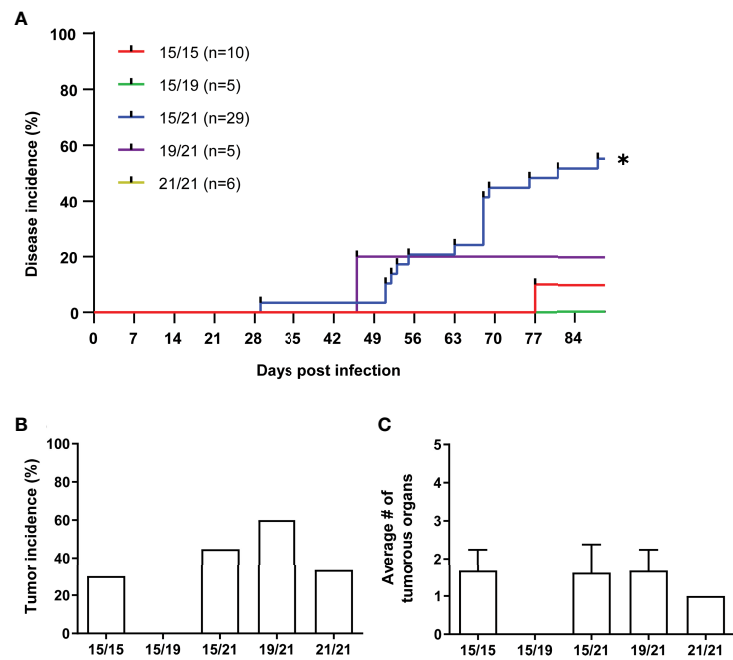 A
Disease incidence (%)
100
80
60
40
20
0
15/15 (n=10)
15/19 (n=5)
15/21 (n=29)
19/21 (n=5)
21/21 (n=6)
*
0 7 14 21 28 35 42 49 56 63 70 77 84
Days post infection
B
Tumor incidence (%)
100
80
60
40
20
0
15/15 15/19 15/21 19/21 21/21
C
Average # of
tumorous organs
5
4
3
2
1
0
15/15 15/19 15/21 19/21 21/21